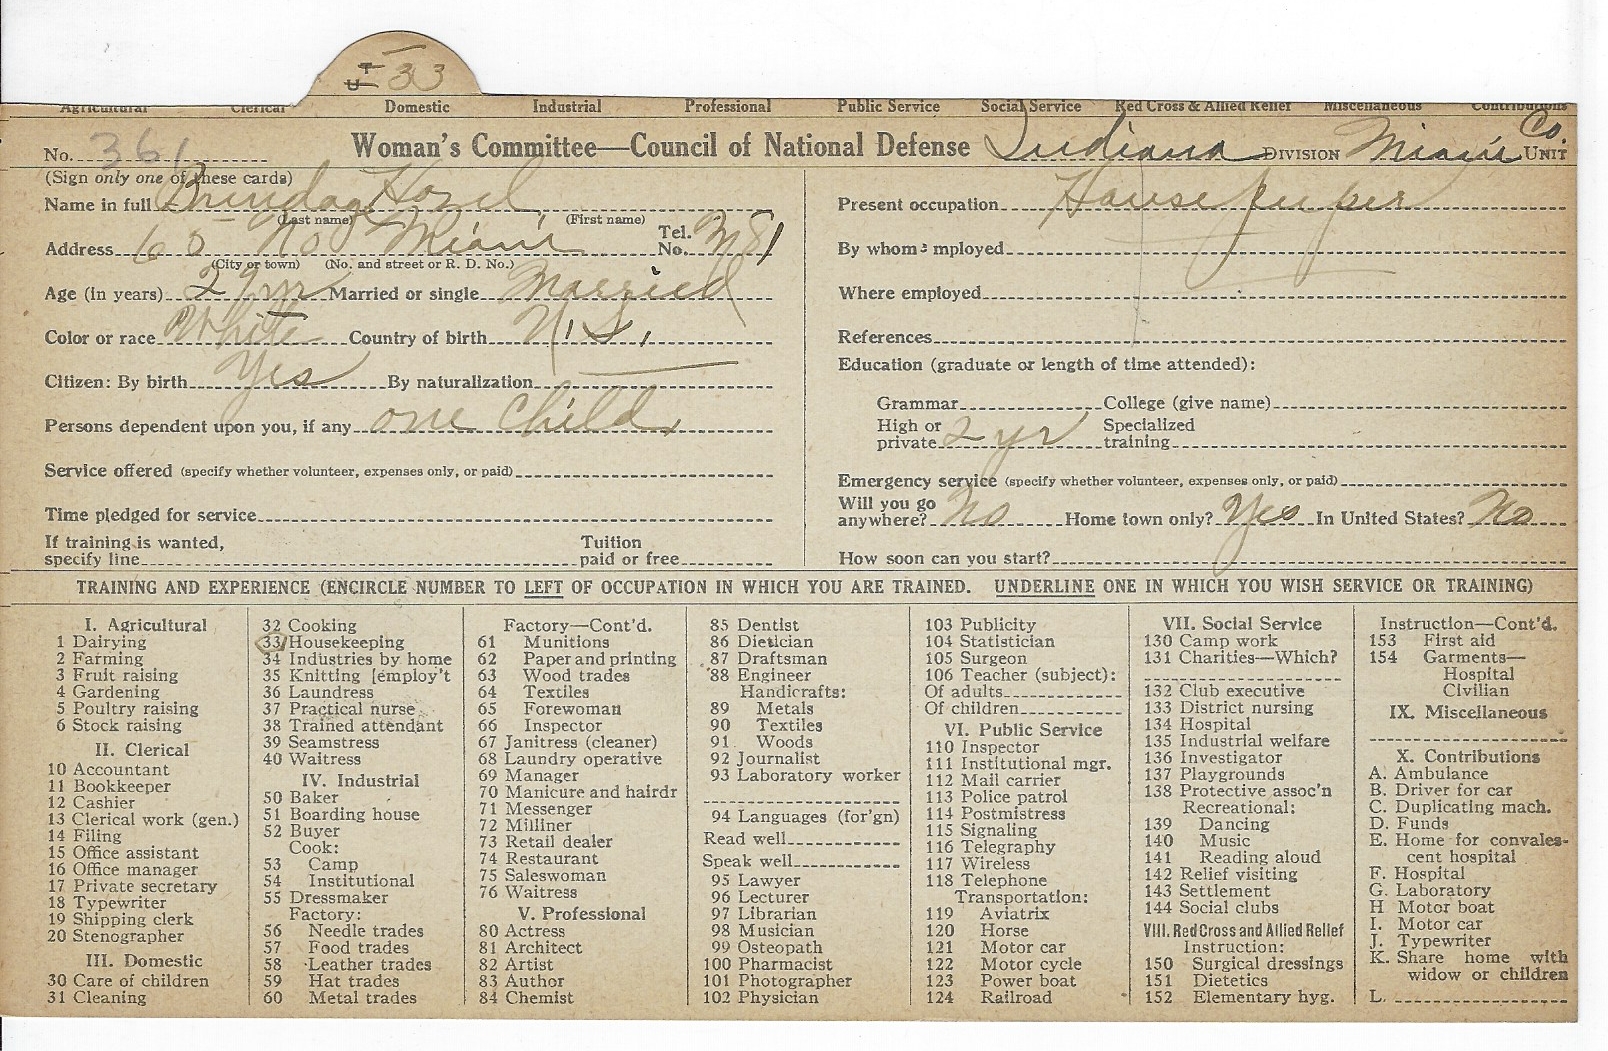 33
Agricultural Clerical Domestic Industrial Professional Public Service Social Service Red Cross & Allied Relief Miscellaneous Contributions
No. 361 Woman's Committee—Council of National Defense Indiana DIVISION Miami Co. UNIT
(Sign only one of these cards)
Name in full Brundage Hazel
(Last name) (First name)
Address 60 No Miami Tel. No.
(City or town) (No. and street or R. D. No.)
Age (in years) 29 yr Married or single Married
Color or race White Country of birth U.S.
Citizen: By birth Yes By naturalization —
Persons dependent upon you, if any one child
Service offered (specify whether volunteer, expenses only, or paid)
Time pledged for service
If training is wanted, specify line Tuition paid or free
Present occupation House keeper
By whom employed
Where employed
References
Education (graduate or length of time attended):
Grammar College (give name)
High or private 2 yr Specialized training
Emergency service (specify whether volunteer, expenses only, or paid)
Will you go anywhere? No Home town only? Yes In United States? No
How soon can you start?
TRAINING AND EXPERIENCE (ENCIRCLE NUMBER TO LEFT OF OCCUPATION IN WHICH YOU ARE TRAINED. UNDERLINE ONE IN WHICH YOU WISH SERVICE OR TRAINING)
I. Agricultural
1 Dairying
2 Farming
3 Fruit raising
4 Gardening
5 Poultry raising
6 Stock raising
II. Clerical
10 Accountant
11 Bookkeeper
12 Cashier
13 Clerical work (gen.)
14 Filing
15 Office assistant
16 Office manager
17 Private secretary
18 Typewriter
19 Shipping clerk
20 Stenographer
III. Domestic
30 Care of children
31 Cleaning
32 Cooking
33 Housekeeping
34 Industries by home
35 Knitting [employ't
36 Laundress
37 Practical nurse
38 Trained attendant
39 Seamstress
40 Waitress
IV. Industrial
50 Baker
51 Boarding house
52 Buyer
Cook:
53 Camp
54 Institutional
55 Dressmaker
Factory:
56 Needle trades
57 Food trades
58 Leather trades
59 Hat trades
60 Metal trades
Factory—Cont'd.
61 Munitions
62 Paper and printing
63 Wood trades
64 Textiles
65 Forewoman
66 Inspector
67 Janitress (cleaner)
68 Laundry operative
69 Manager
70 Manicure and hairdr
71 Messenger
72 Milliner
73 Retail dealer
74 Restaurant
75 Saleswoman
76 Waitress
V. Professional
80 Actress
81 Architect
82 Artist
83 Author
84 Chemist
85 Dentist
86 Dietician
87 Draftsman
88 Engineer
Handicrafts:
89 Metals
90 Textiles
91 Woods
92 Journalist
93 Laboratory worker
94 Languages (for'gn)
Read well
Speak well
95 Lawyer
96 Lecturer
97 Librarian
98 Musician
99 Osteopath
100 Pharmacist
101 Photographer
102 Physician
103 Publicity
104 Statistician
105 Surgeon
106 Teacher (subject):
Of adults
Of children
VI. Public Service
110 Inspector
111 Institutional mgr.
112 Mail carrier
113 Police patrol
114 Postmistress
115 Signaling
116 Telegraphy
117 Wireless
118 Telephone
Transportation:
119 Aviatrix
120 Horse
121 Motor car
122 Motor cycle
123 Power boat
124 Railroad
VII. Social Service
130 Camp work
131 Charities—Which?
132 Club executive
133 District nursing
134 Hospital
135 Industrial welfare
136 Investigator
137 Playgrounds
138 Protective assoc'n
Recreational:
139 Dancing
140 Music
141 Reading aloud
142 Relief visiting
143 Settlement
144 Social clubs
VIII. Red Cross and Allied Relief
Instruction:
150 Surgical dressings
151 Dietetics
152 Elementary hyg.
Instruction—Cont'd.
153 First aid
154 Garments—
Hospital
Civilian
IX. Miscellaneous
X. Contributions
A. Ambulance
B. Driver for car
C. Duplicating mach.
D. Funds
E. Home for convales-
cent hospital
F. Hospital
G. Laboratory
H Motor boat
I. Motor car
J. Typewriter
K. Share home with
widow or children
L.